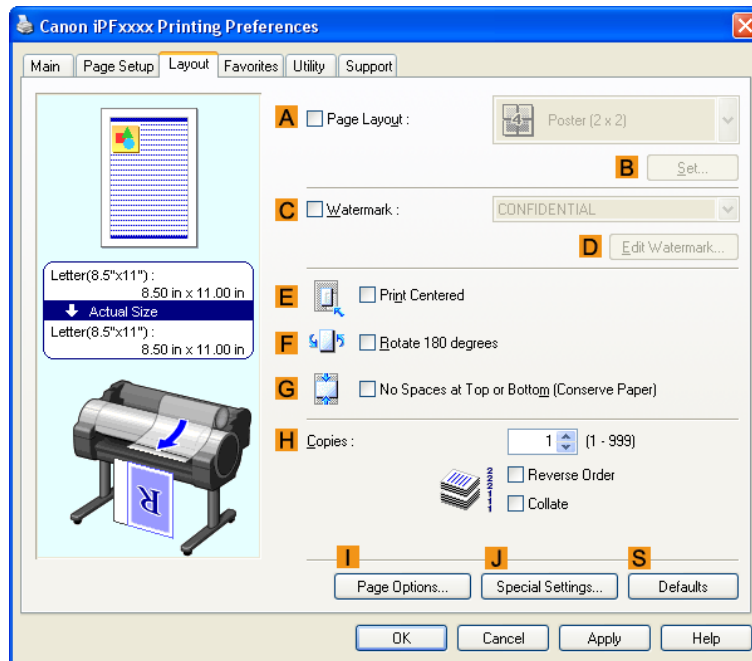 Canon iPFxxxx Printing Preferences
Main Page Setup Layout Favorites Utility Support
A Page Layout : 4 Poster (2 x 2)
B Set...
C Watermark : CONFIDENTIAL
D Edit Watermark...
Letter(8.5"x11") :
8.50 in x 11.00 in
Actual Size
Letter(8.5"x11") :
8.50 in x 11.00 in
E Print Centered
F Rotate 180 degrees
G No Spaces at Top or Bottom (Conserve Paper)
H Copies : 1 (1 - 999)
222111
Reverse Order
Collate
R
I J S
Page Options... Special Settings... Defaults
OK Cancel Apply Help